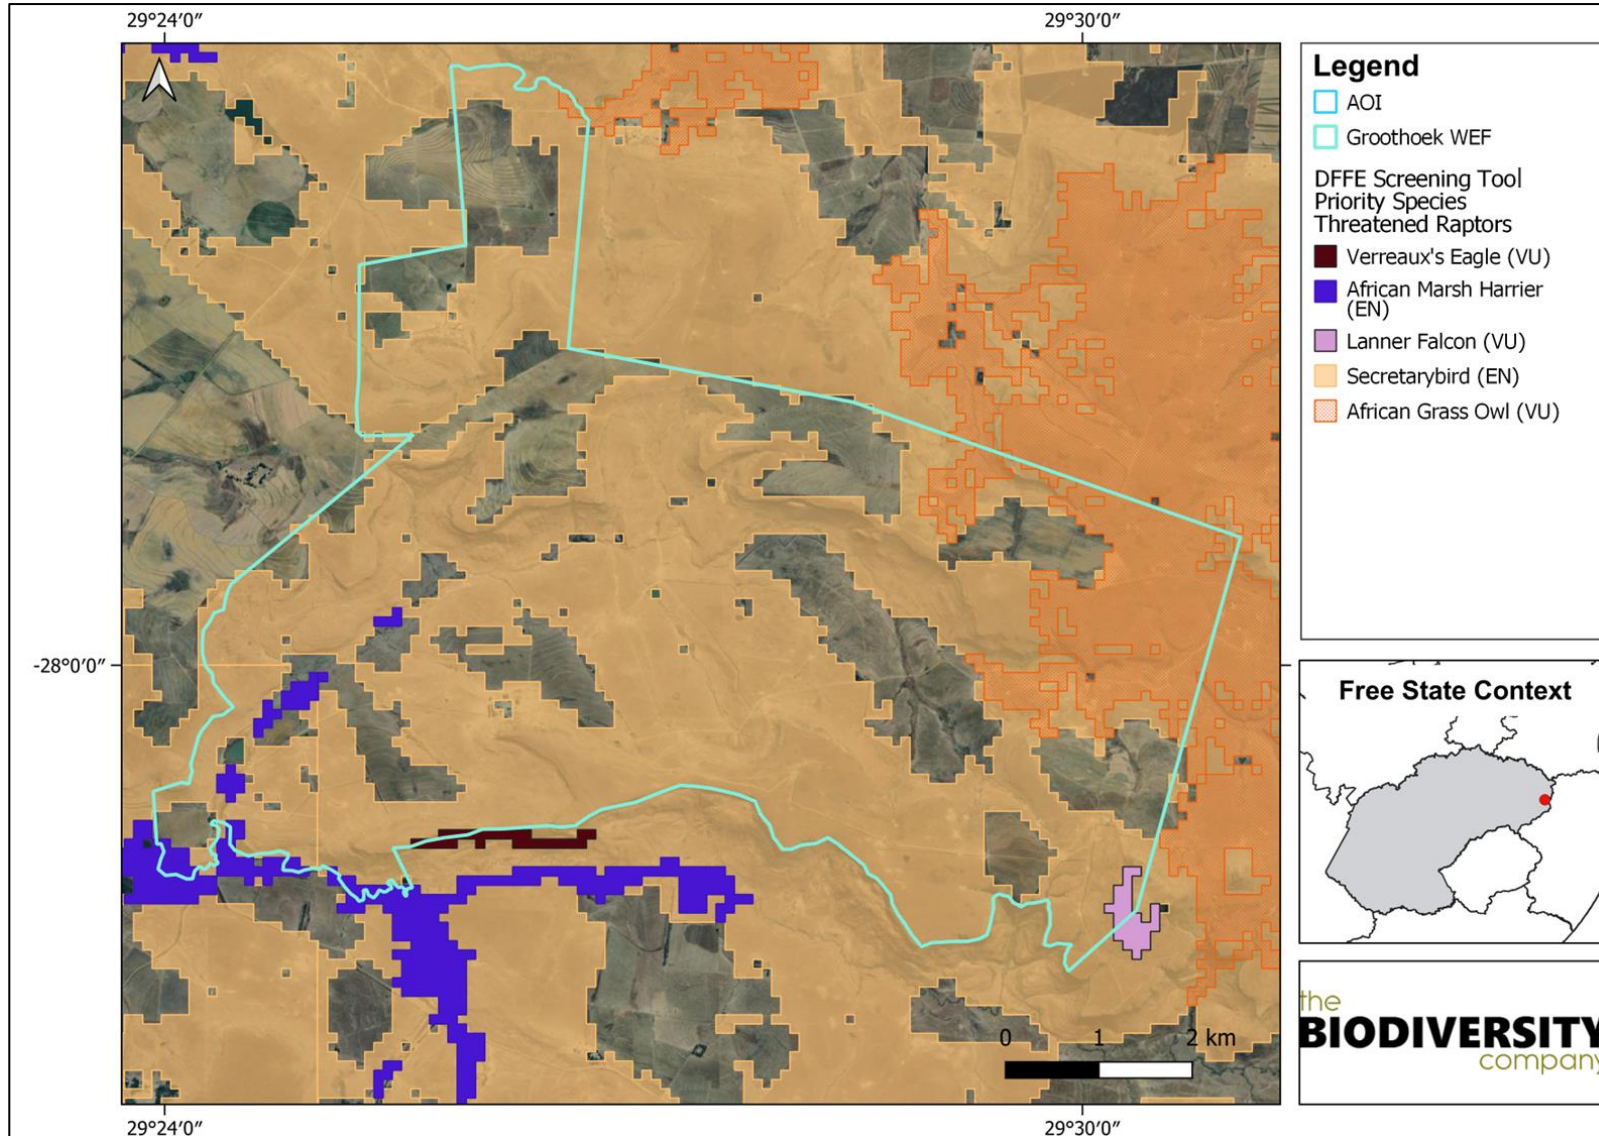 29°24′0″
29°30′0″
-28°0′0″
0 1 2 km
29°24′0″
29°30′0″
Legend
AOI
Groothoek WEF
DFFE Screening Tool
Priority Species
Threatened Raptors
Verreaux's Eagle (VU)
African Marsh Harrier
(EN)
Lanner Falcon (VU)
Secretarybird (EN)
African Grass Owl (VU)
Free State Context
the
BIODIVERSITY
company